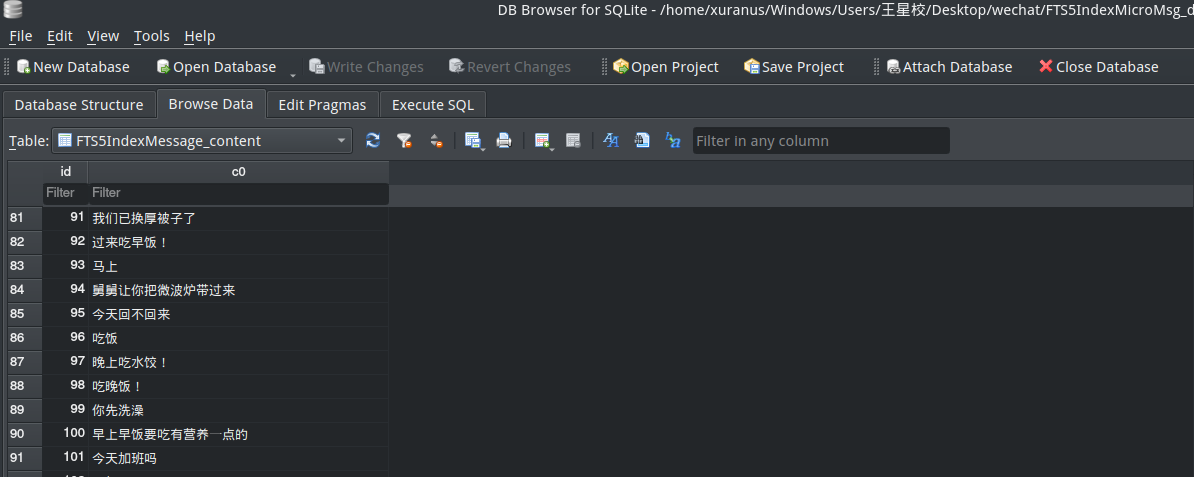 DB Browser for SQLite - /home/xuranus/Windows/Users/王星校/Desktop/wechat/FTS5IndexMicroMsg_d
File Edit View Tools Help
New Database Open Database Write Changes Revert Changes Open Project Save Project Attach Database Close Database
Database Structure Browse Data Edit Pragmas Execute SQL
Table: FTS5IndexMessage_content Filter in any column
id c0
Filter Filter
81 91 我们已换厚被子了
82 92 过来吃早饭！
83 93 马上
84 94 舅舅让你把微波炉带过来
85 95 今天回不回来
86 96 吃饭
87 97 晚上吃水饺！
88 98 吃晚饭！
89 99 你先洗澡
90 100 早上早饭要吃有营养一点的
91 101 今天加班吗